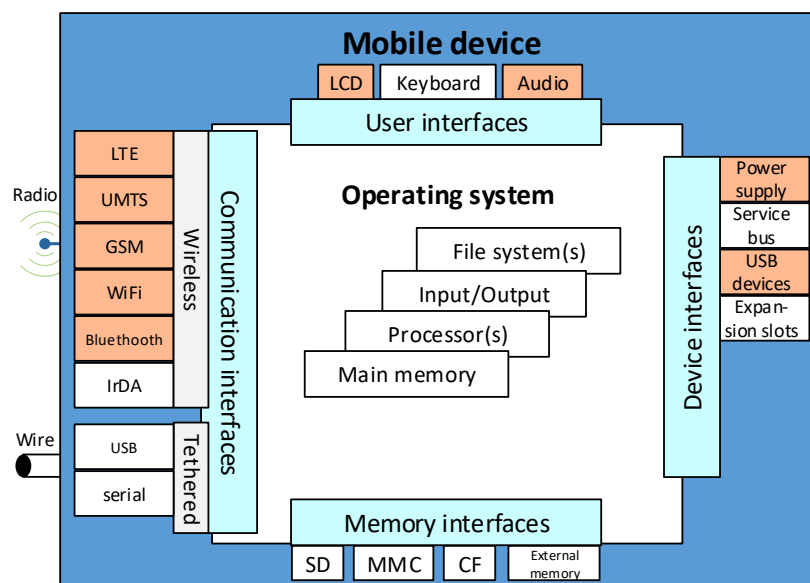 Mobile device
LCD
Keyboard
Audio
User interfaces
Radio
Wire
LTE
UMTS
GSM
WiFi
Bluethooth
IrDA
USB
serial
Wireless
Tethered
Communication interfaces
Operating system
File system(s)
Input/Output
Processor(s)
Main memory
Device interfaces
Power
supply
Service
bus
USB
devices
Expan-
sion slots
Memory interfaces
SD
MMC
CF
External
memory